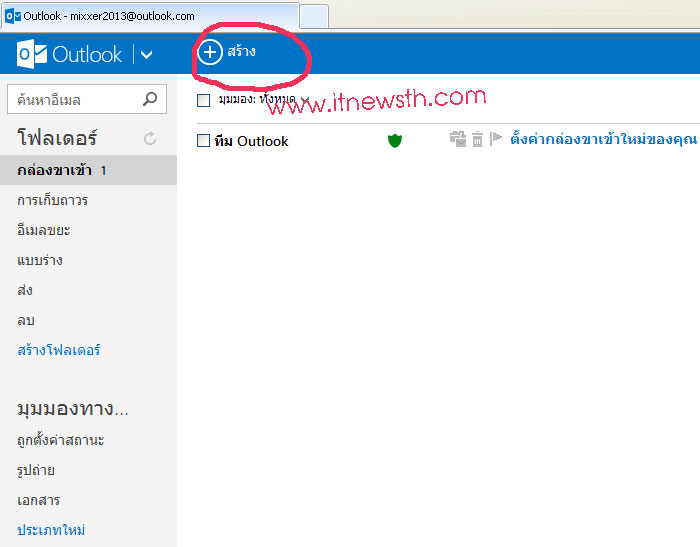 Outlook - mixxer2013@outlook.com
Outlook
สร้าง
ค้นหาอีเมล
มุมมอง: ทั้งหมด
www.itnewsth.com
โฟลเดอร์
ทีม Outlook
ตั้งค่ากล่องขาเข้าใหม่ของคุณ
กล่องขาเข้า 1
การเก็บถาวร
อีเมลขยะ
แบบร่าง
ส่ง
ลบ
สร้างโฟลเดอร์
มุมมองทาง...
ถูกตั้งค่าสถานะ
รูปถ่าย
เอกสาร
ประเภทใหม่